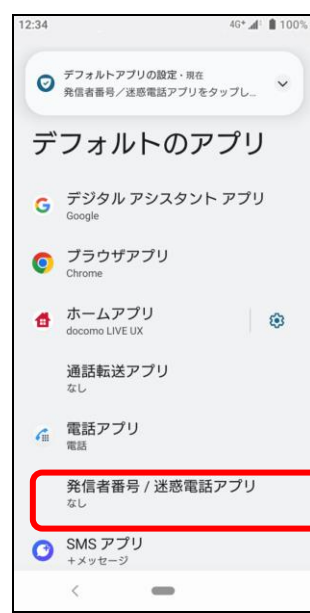 12:34
4G+ 100%
デフォルトアプリの設定・現在
発信者番号／迷惑電話アプリをタップし…
デフォルトのアプリ
デジタル アシスタント アプリ
Google
ブラウザアプリ
Chrome
ホームアプリ
docomo LIVE UX
通話転送アプリ
なし
電話アプリ
電話
発信者番号 / 迷惑電話アプリ
なし
SMS アプリ
+メッセージ